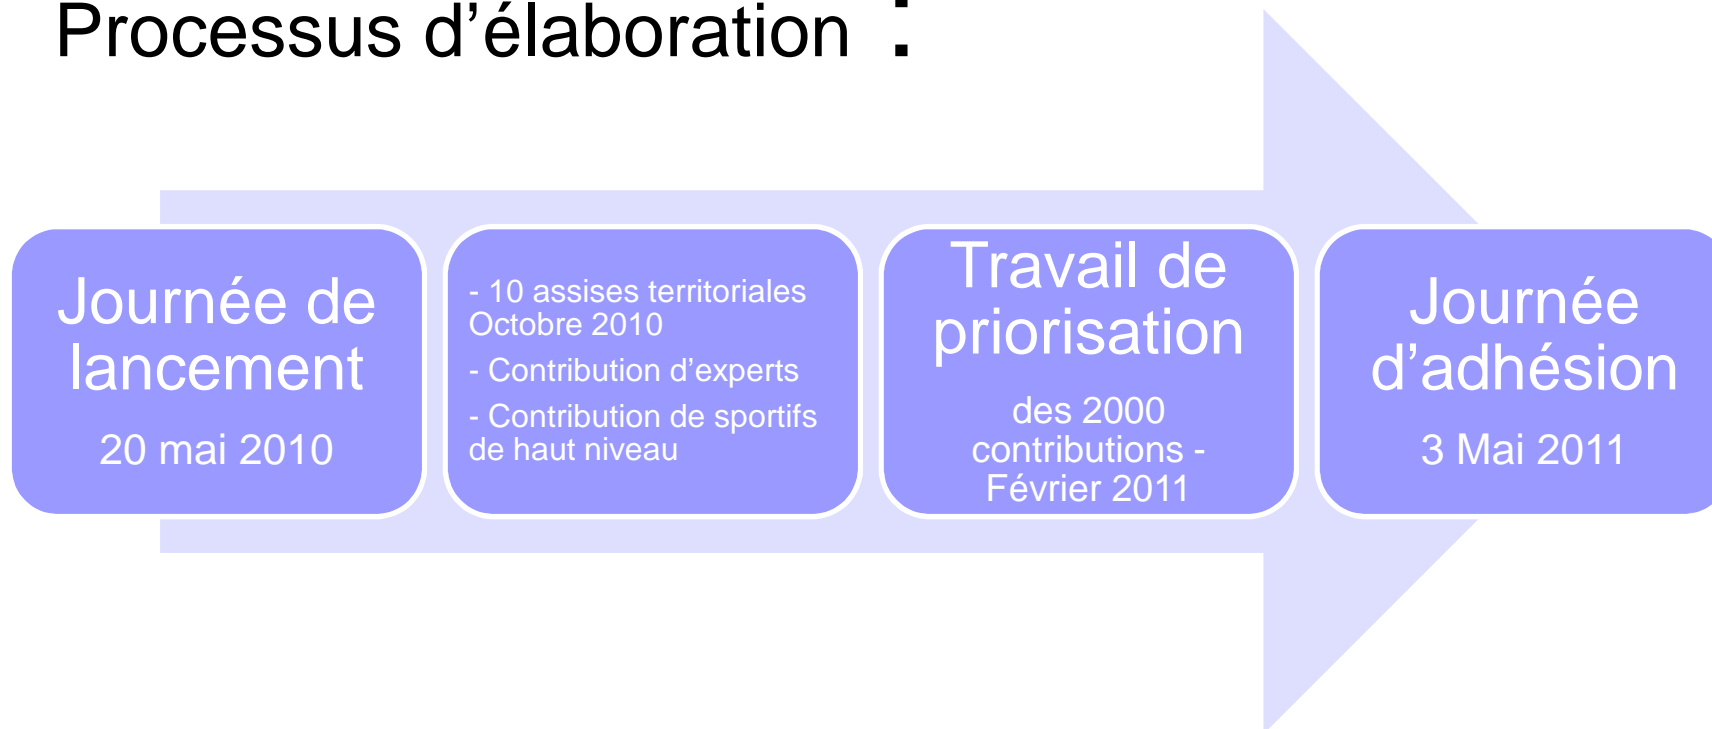 Processus d’élaboration :
Journée de
lancement
20 mai 2010
- 10 assises territoriales
Octobre 2010
- Contribution d’experts
- Contribution de sportifs
de haut niveau
Travail de
priorisation
des 2000
contributions -
Février 2011
Journée
d’adhésion
3 Mai 2011